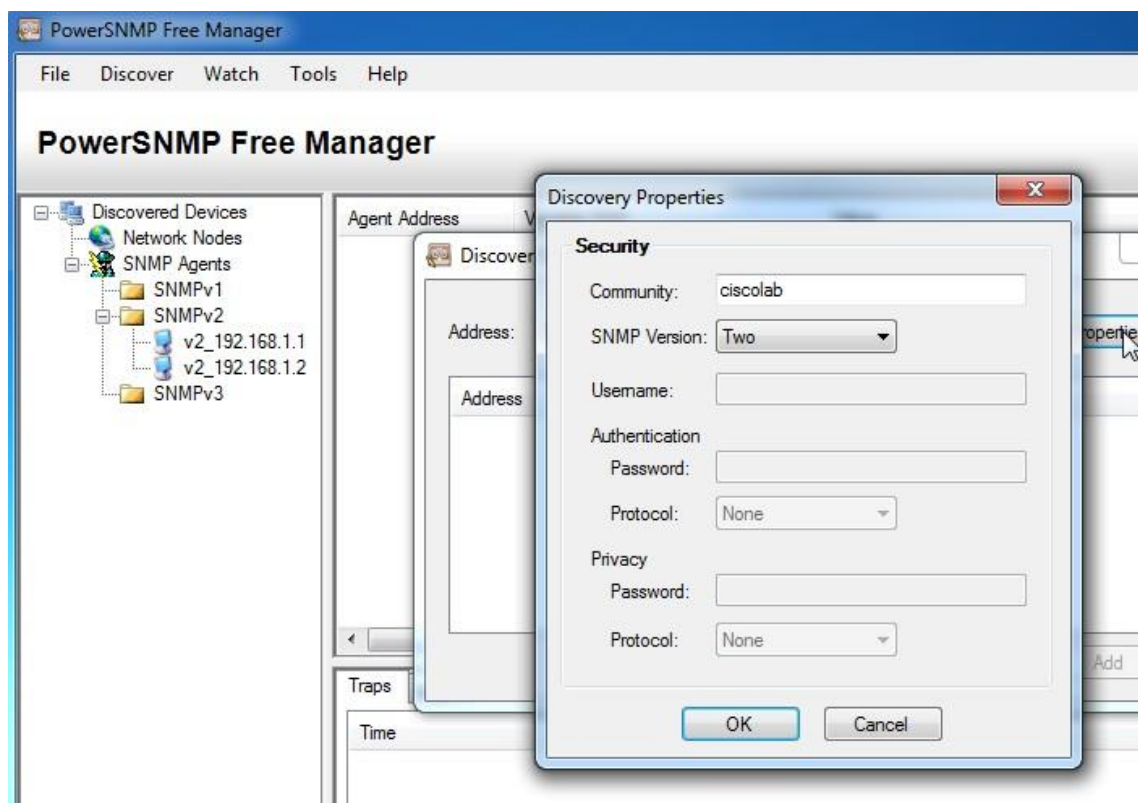 PowerSNMP Free Manager
File Discover Watch Tools Help
PowerSNMP Free Manager
Discovered Devices
Network Nodes
SNMP Agents
SNMPv1
SNMPv2
v2_192.168.1.1
v2_192.168.1.2
SNMPv3
Agent Address
Discover
Address:
Address
Discovery Properties
Security
Community: ciscolab
SNMP Version: Two
Username:
Authentication
Password:
Protocol: None
Privacy
Password:
Protocol: None
OK Cancel
Add
Traps
Time